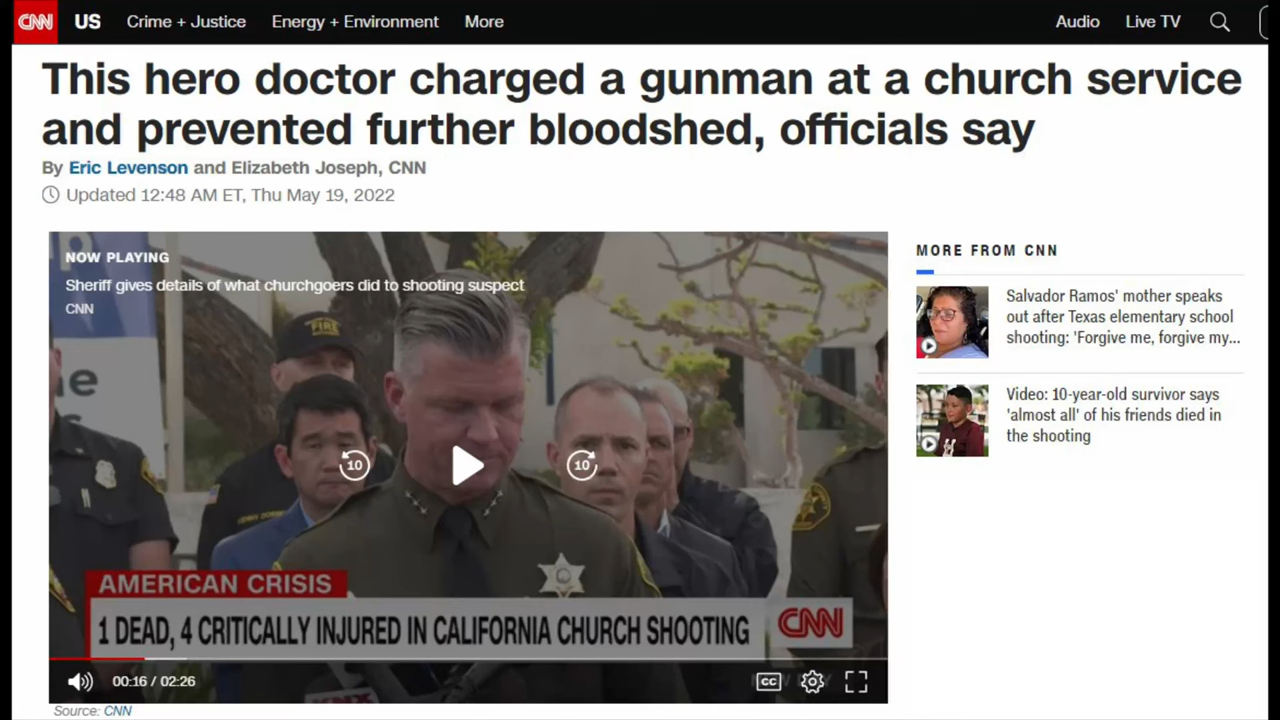 CNN US Crime + Justice Energy + Environment More Audio Live TV
This hero doctor charged a gunman at a church service
and prevented further bloodshed, officials say
By Eric Levenson and Elizabeth Joseph, CNN
Updated 12:48 AM ET, Thu May 19, 2022
NOW PLAYING
Sheriff gives details of what churchgoers did to shooting suspect
CNN
FIRE
e
10
10
AMERICAN CRISIS
1 DEAD, 4 CRITICALLY INJURED IN CALIFORNIA CHURCH SHOOTING
CNN
00:16 / 02:26
CC
KNX
Source: CNN
MORE FROM CNN
Salvador Ramos' mother speaks
out after Texas elementary school
shooting: 'Forgive me, forgive my...
Video: 10-year-old survivor says
'almost all' of his friends died in
the shooting